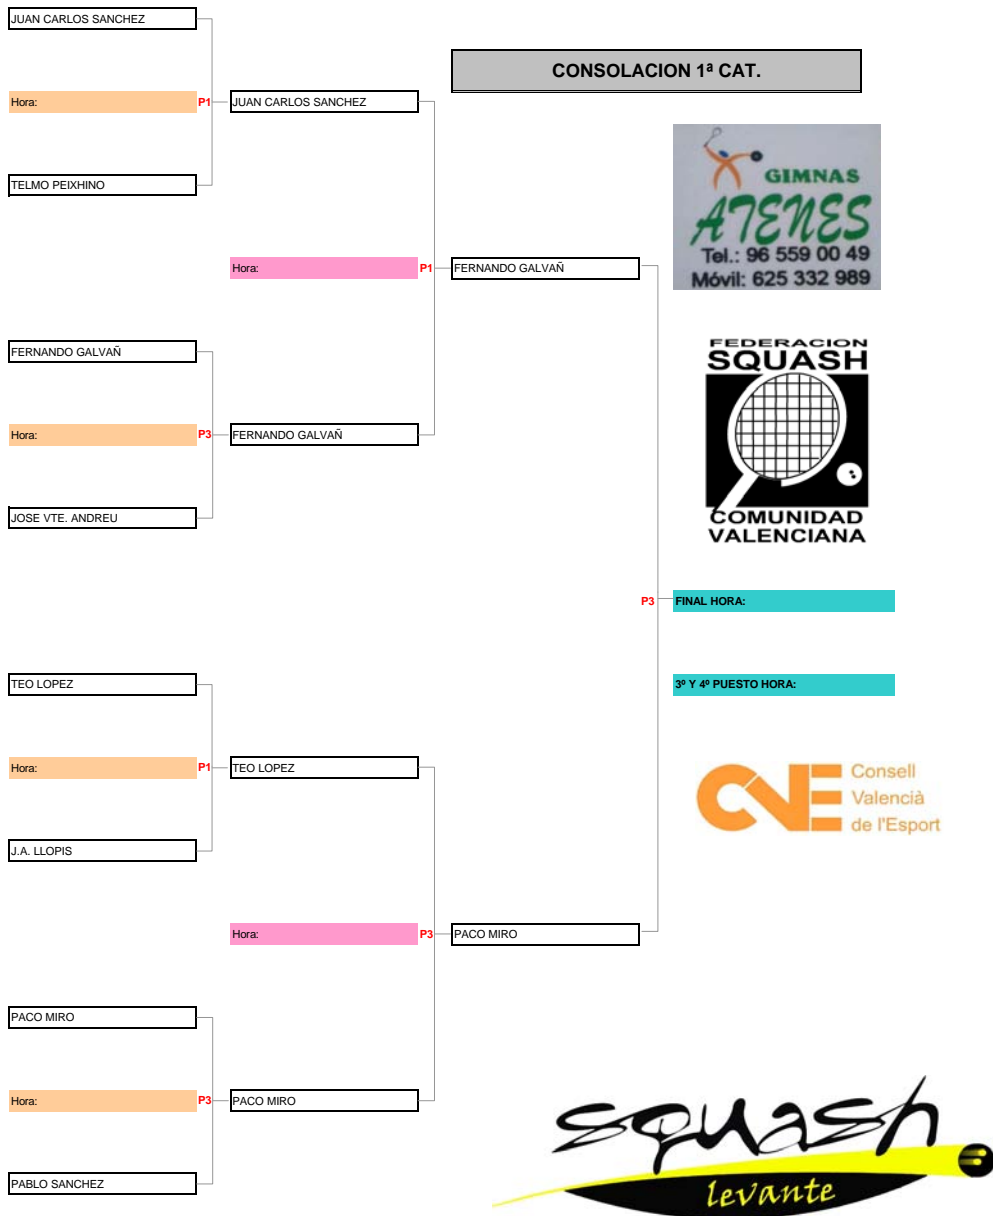 JUAN CARLOS SANCHEZ
CONSOLACION 1ª CAT.
Hora:
P1
JUAN CARLOS SANCHEZ
TELMO PEIXHINO
GIMNAS
ATENES
Tel.: 96 559 00 49
Móvil: 625 332 989
Hora:
P1
FERNANDO GALVAÑ
FERNANDO GALVAÑ
FEDERACION
SQUASH
COMUNIDAD
VALENCIANA
Hora:
P3
FERNANDO GALVAÑ
JOSE VTE. ANDREU
P3
FINAL HORA:
TEO LOPEZ
3º Y 4º PUESTO HORA:
Hora:
P1
TEO LOPEZ
CVE
Consell
Valencià
de l'Esport
J.A. LLOPIS
Hora:
P3
PACO MIRO
PACO MIRO
Hora:
P3
PACO MIRO
PABLO SANCHEZ
squash
levante